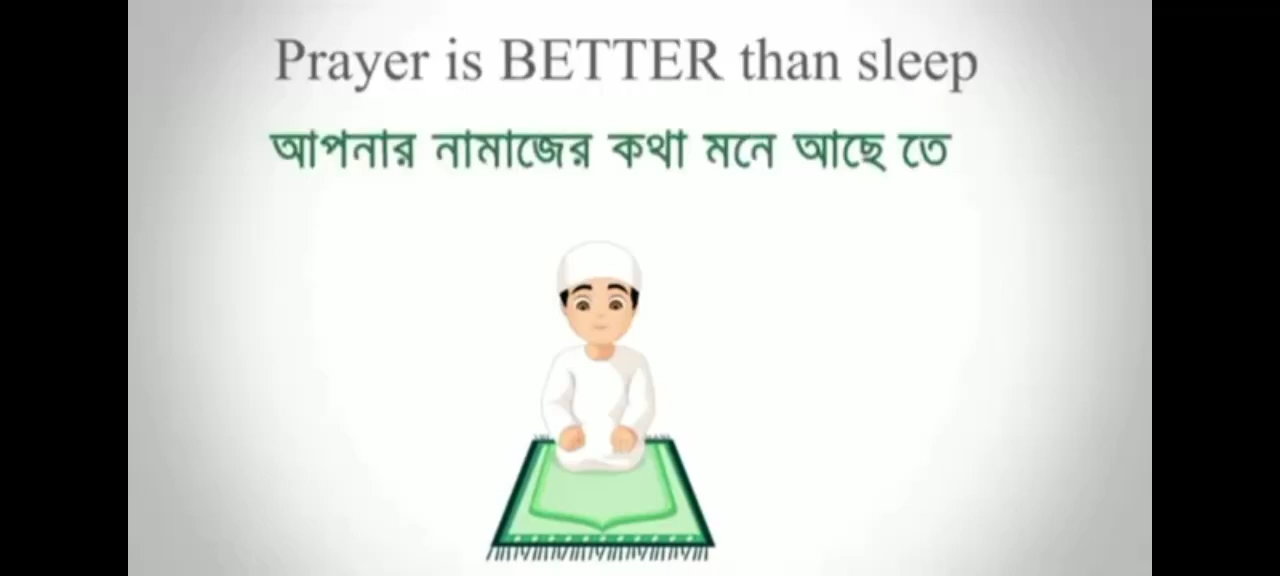 Prayer is BETTER than sleep
আপনার নামাজের কথা মনে আছে তে